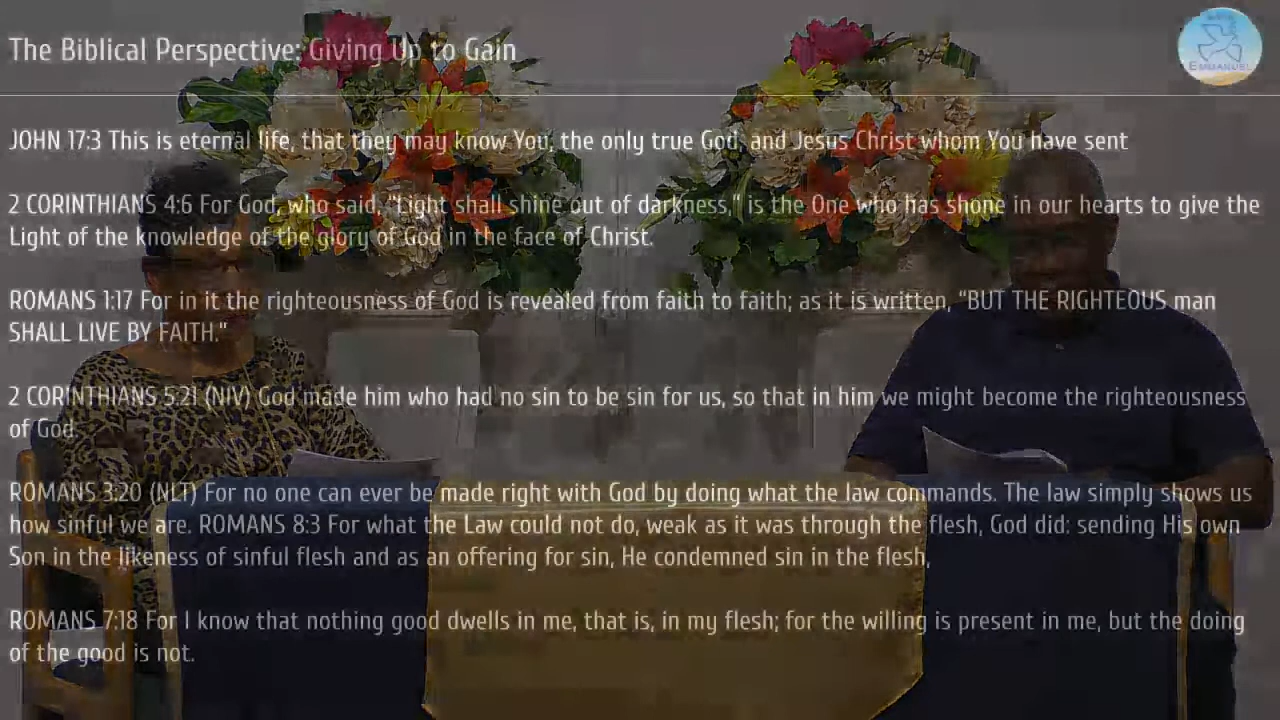 The Biblical Perspective: Giving Up to Gain
EMMANUEL
JOHN 17:3 This is eternal life, that they may know You, the only true God, and Jesus Christ whom You have sent
2 CORINTHIANS 4:6 For God, who said, “Light shall shine out of darkness,” is the One who has shone in our hearts to give the
Light of the knowledge of the glory of God in the face of Christ.
ROMANS 1:17 For in it the righteousness of God is revealed from faith to faith; as it is written, “BUT THE RIGHTEOUS man
SHALL LIVE BY FAITH.”
2 CORINTHIANS 5:21 (NIV) God made him who had no sin to be sin for us, so that in him we might become the righteousness
of God.
ROMANS 3:20 (NLT) For no one can ever be made right with God by doing what the law commands. The law simply shows us
how sinful we are. ROMANS 8:3 For what the Law could not do, weak as it was through the flesh, God did: sending His own
Son in the likeness of sinful flesh and as an offering for sin, He condemned sin in the flesh,
ROMANS 7:18 For I know that nothing good dwells in me, that is, in my flesh; for the willing is present in me, but the doing
of the good is not.